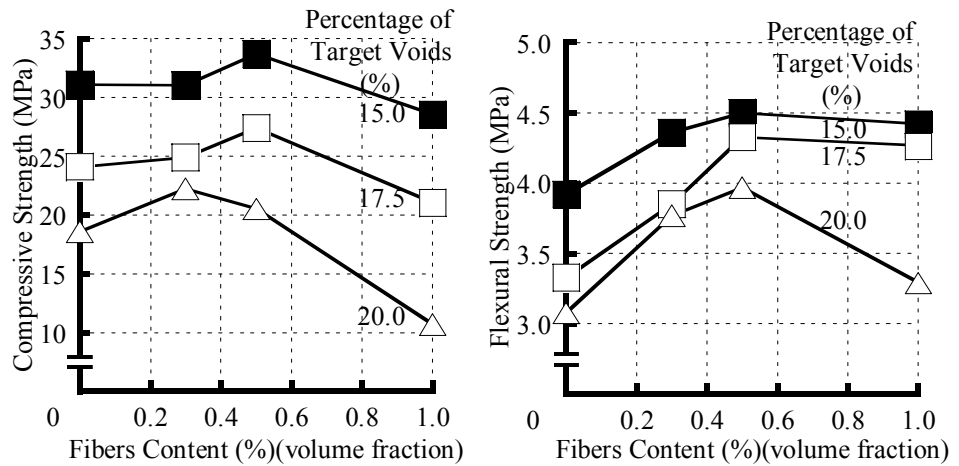 Percentage of
Target Voids
(%)
15.0
17.5
20.0
35
30
25
20
15
10
Compressive Strength (MPa)
0 0.2 0.4 0.6 0.8 1.0
Fibers Content (%)(volume fraction)
Percentage of
Target Voids
(%)
15.0
17.5
20.0
5.0
4.5
4.0
3.5
3.0
Flexural Strength (MPa)
0 0.2 0.4 0.6 0.8 1.0
Fibers Content (%)(volume fraction)